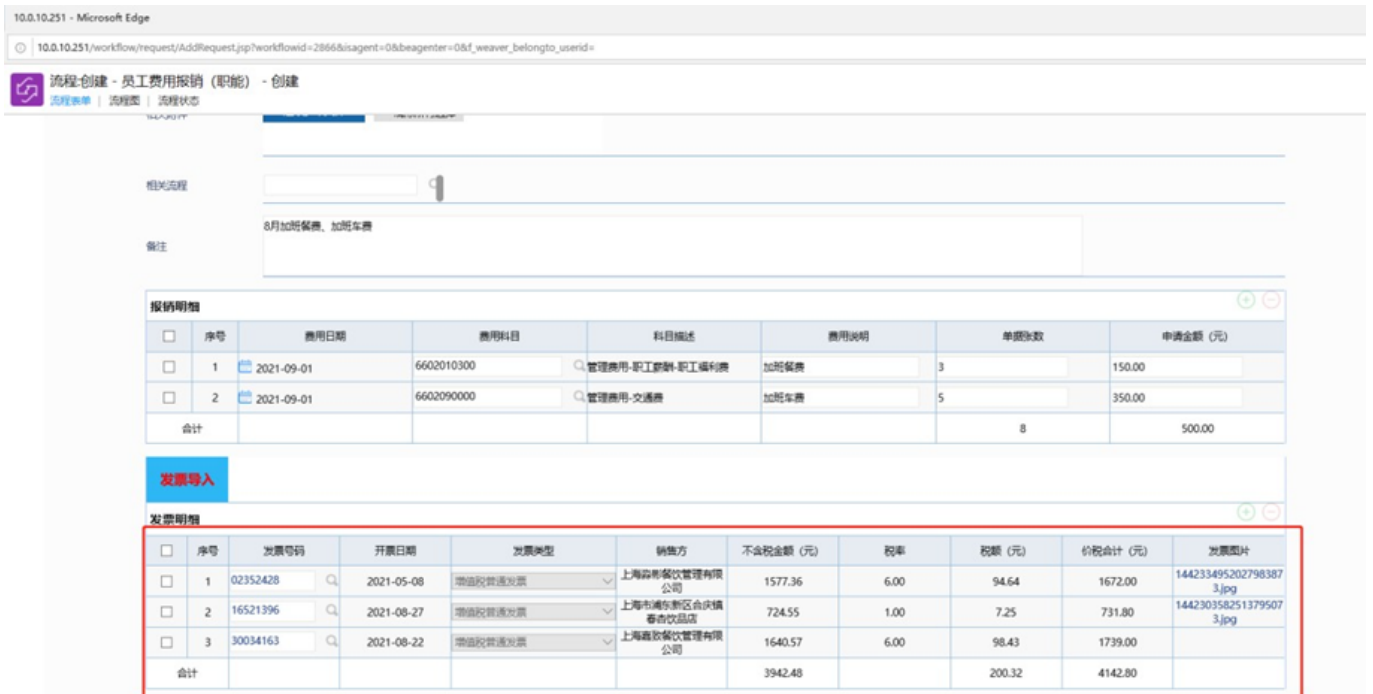 10.0.10.251 - Microsoft Edge
10.0.10.251/workflow/request/AddRequest.jsp?workflowid=2866&isagent=0&beagenter=0&f_weaver_belongto_userid=
流程:创建 - 员工费用报销（职能） - 创建
流程表单 | 流程图 | 流程状态
相关流程
8月加班餐费、加班车费
备注
报销明细
序号 费用日期 费用科目 科目描述 费用说明 单据张数 申请金额（元）
1 2021-09-01 6602010300 管理费用-职工薪酬-职工福利费 加班餐费 3 150.00
2 2021-09-01 6602090000 管理费用-交通费 加班车费 5 350.00
合计 8 500.00
发票导入
发票明细
序号 发票号码 开票日期 发票类型 销售方 不含税金额（元） 税率 税额（元） 价税合计（元） 发票图片
1 02352428 2021-05-08 增值税普通发票 上海淼彬餐饮管理有限公司 1577.36 6.00 94.64 1672.00 1442334952027983873.jpg
2 16521396 2021-08-27 增值税普通发票 上海市浦东新区合庆镇春杏饮品店 724.55 1.00 7.25 731.80 1442303582513795073.jpg
3 30034163 2021-08-22 增值税普通发票 上海嘉致餐饮管理有限公司 1640.57 6.00 98.43 1739.00
合计 3942.48 200.32 4142.80